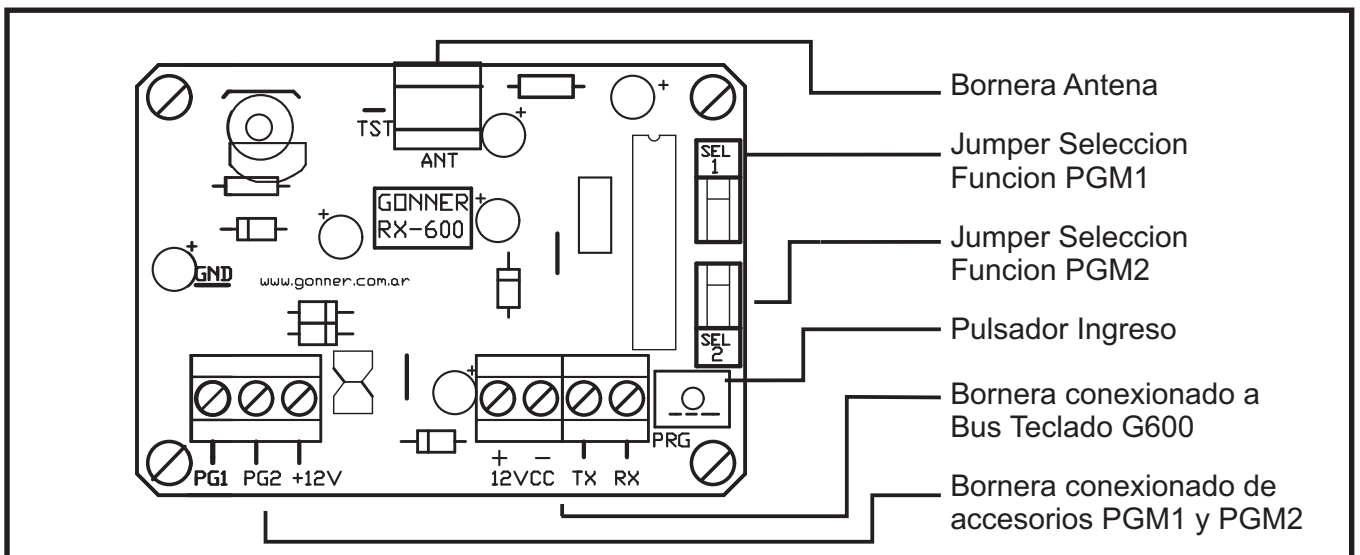 Bornera Antena
TST
ANT
SEL
1
Jumper Seleccion
Funcion PGM1
GONNER
RX-600
GND
www.gonner.com.ar
Jumper Seleccion
Funcion PGM2
SEL
2
Pulsador Ingreso
PRG
Bornera conexionado a
Bus Teclado G600
PG1 PG2 +12V
+ -
12VCC TX RX
Bornera conexionado de
accesorios PGM1 y PGM2